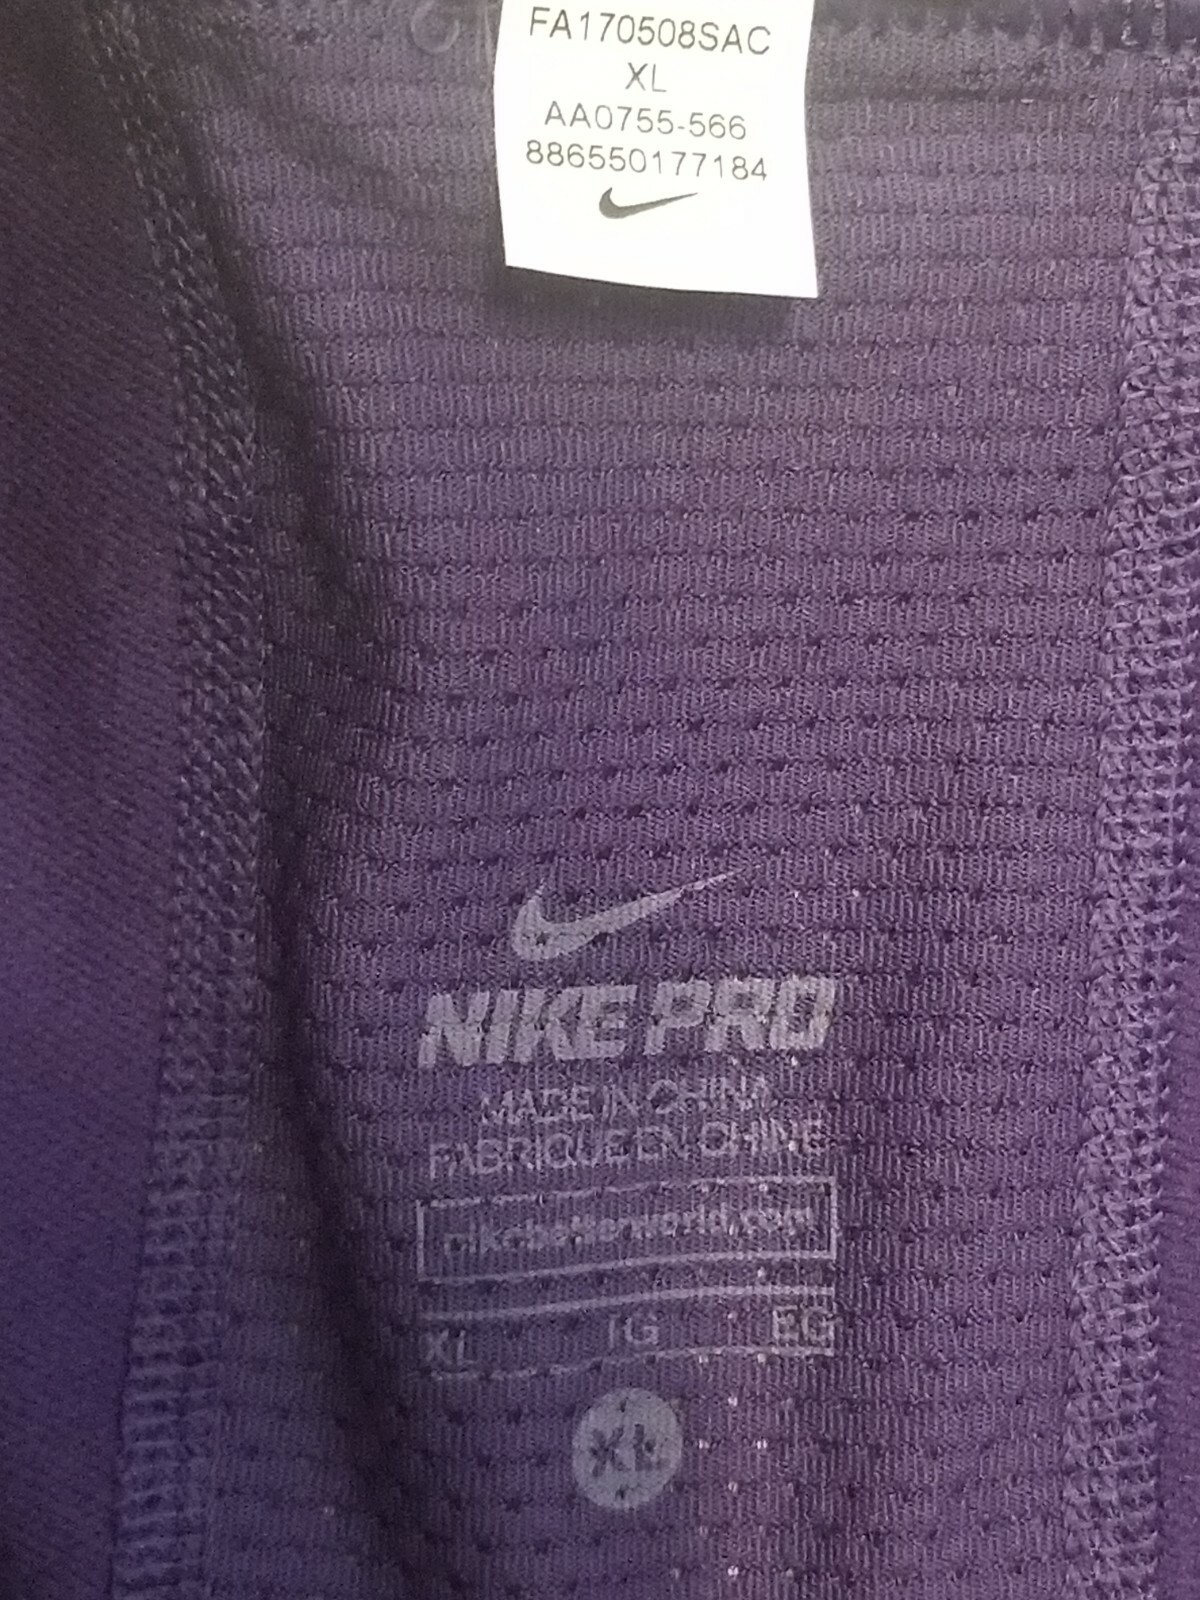 FA170508SAC
XL
AA0755-566
886550177184
NIKE PRO
MADE IN CHINA
FABRIQUE EN CHINE
nikebetterworld.com
XL TG EG
XL